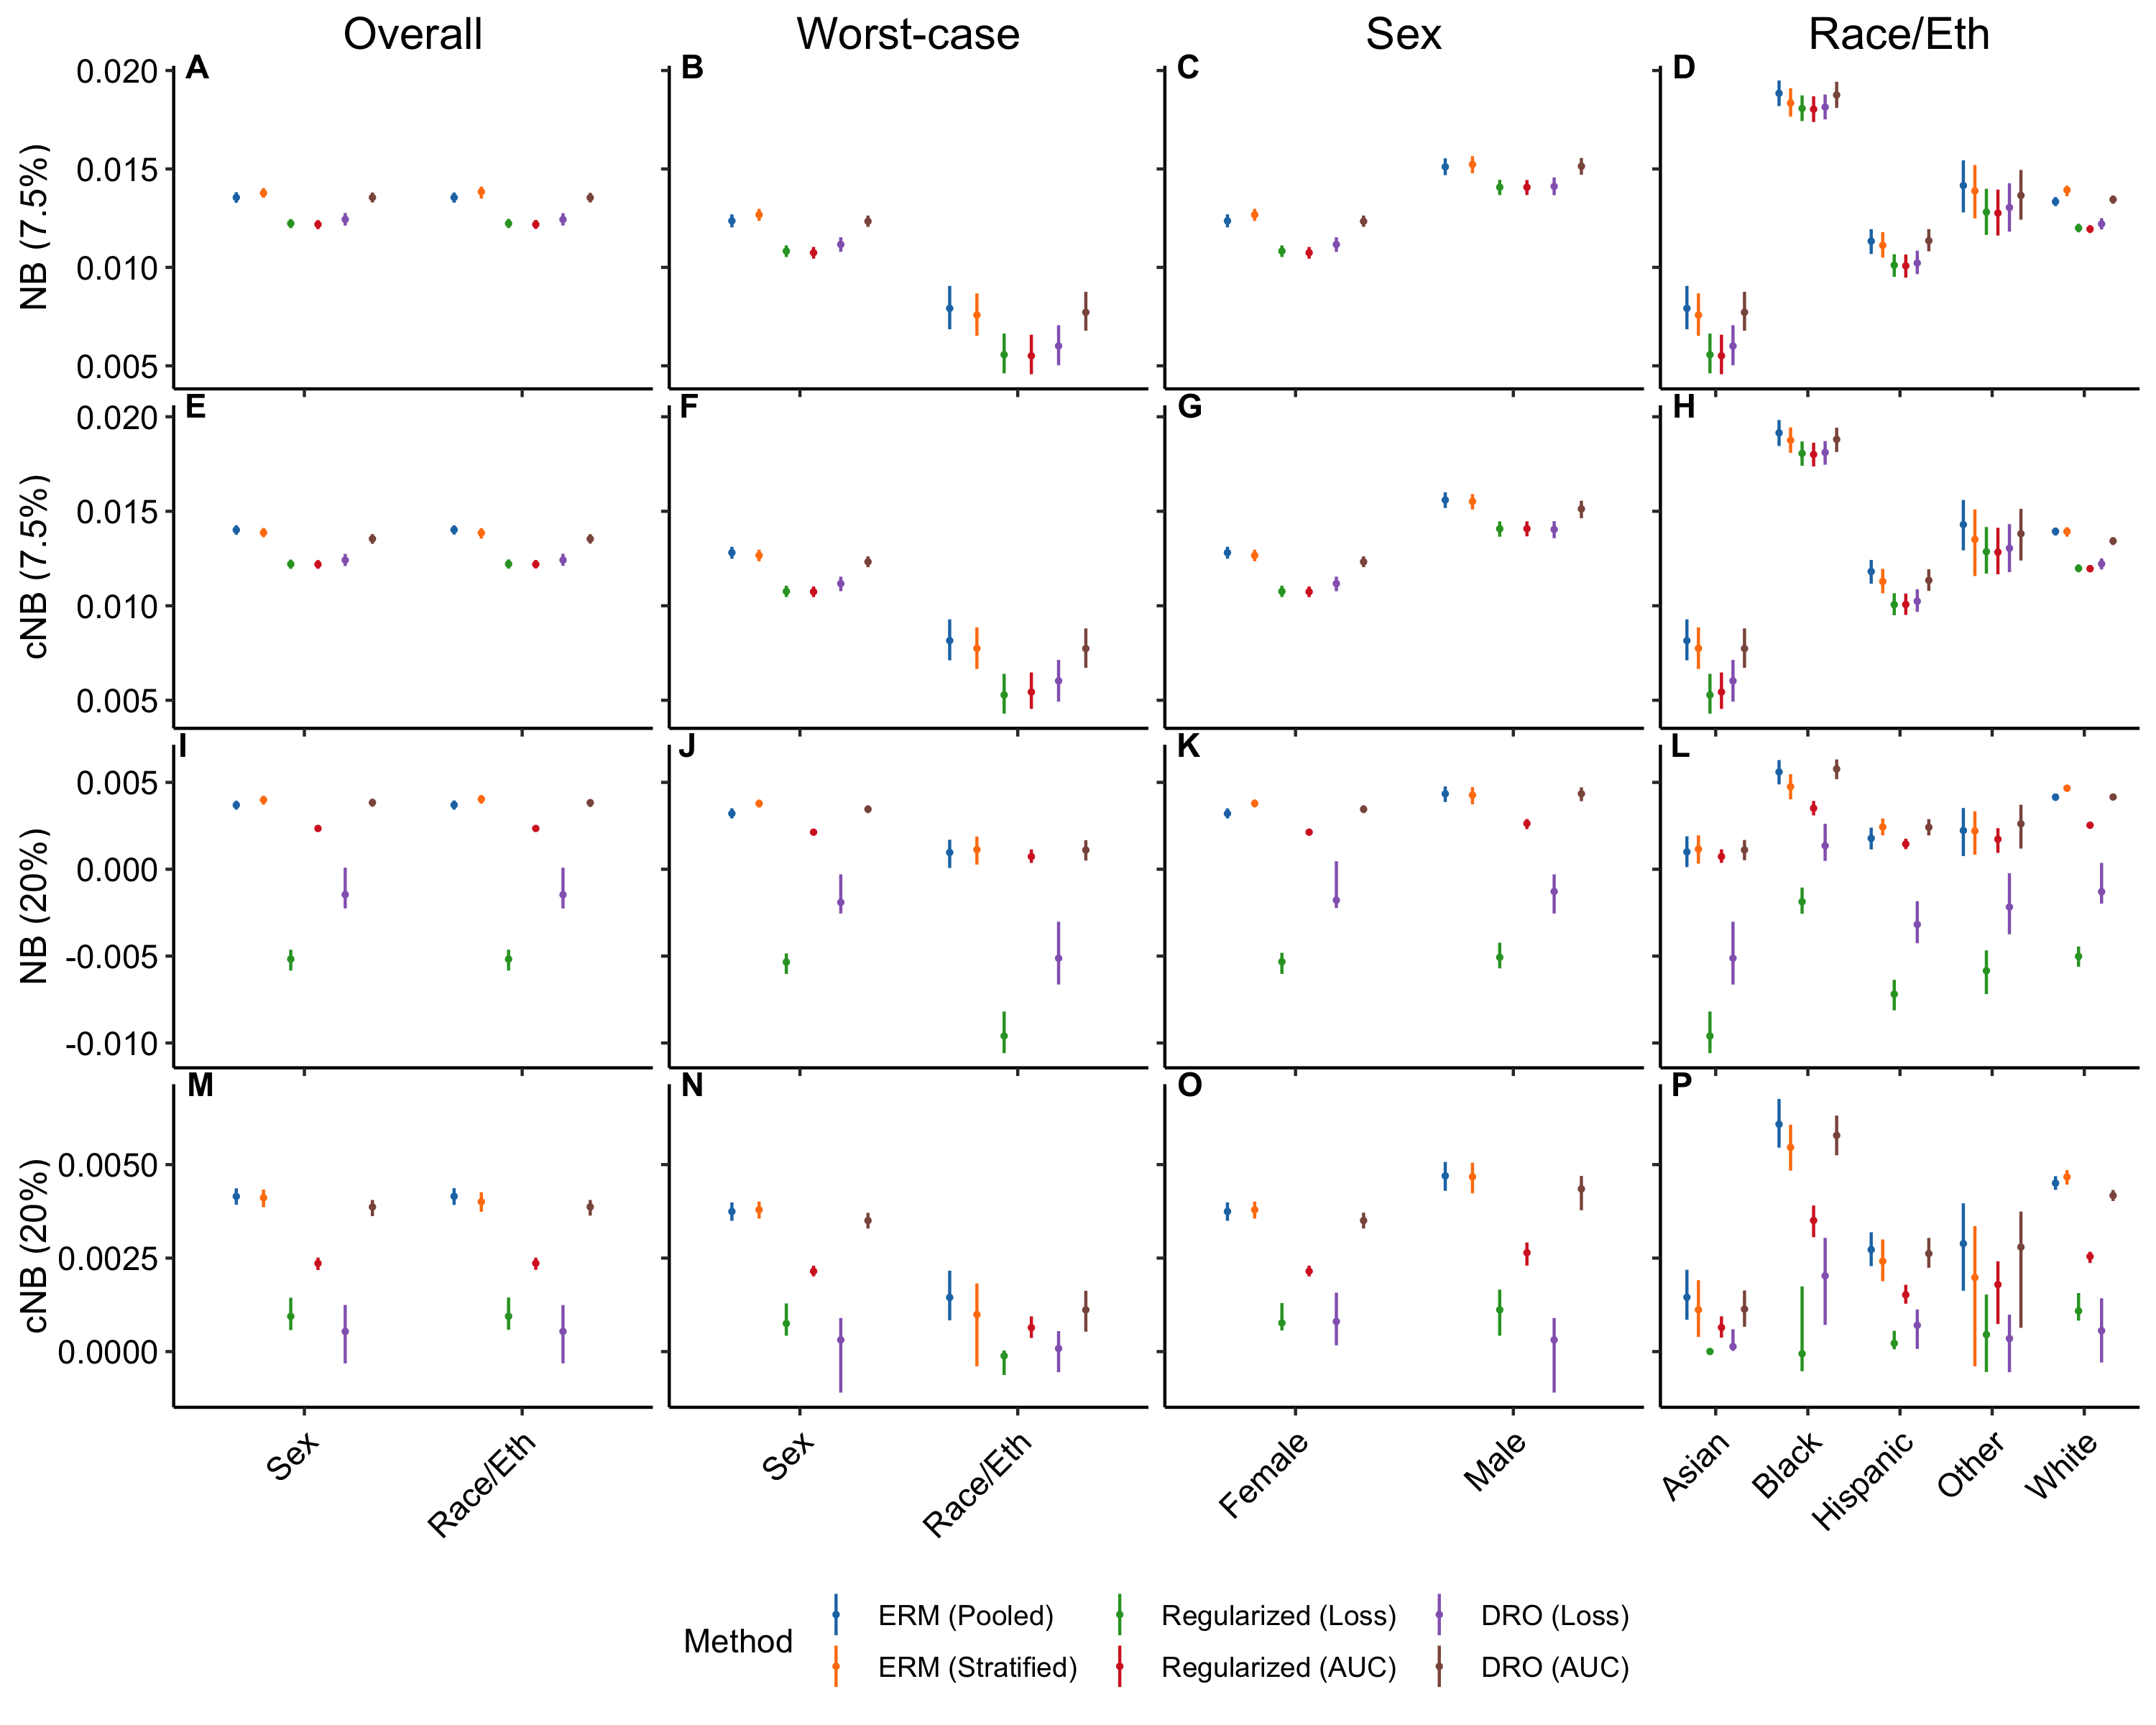 Overall Worst-case Sex Race/Eth
A B C D
NB (7.5%)
0.020
0.015
0.010
0.005
E F G H
cNB (7.5%)
0.020
0.015
0.010
0.005
I J K L
NB (20%)
0.005
0.000
-0.005
-0.010
M N O P
cNB (20%)
0.0050
0.0025
0.0000
Sex Race/Eth Sex Race/Eth Female Male Asian Black Hispanic Other White
Method
ERM (Pooled) Regularized (Loss) DRO (Loss)
ERM (Stratified) Regularized (AUC) DRO (AUC)